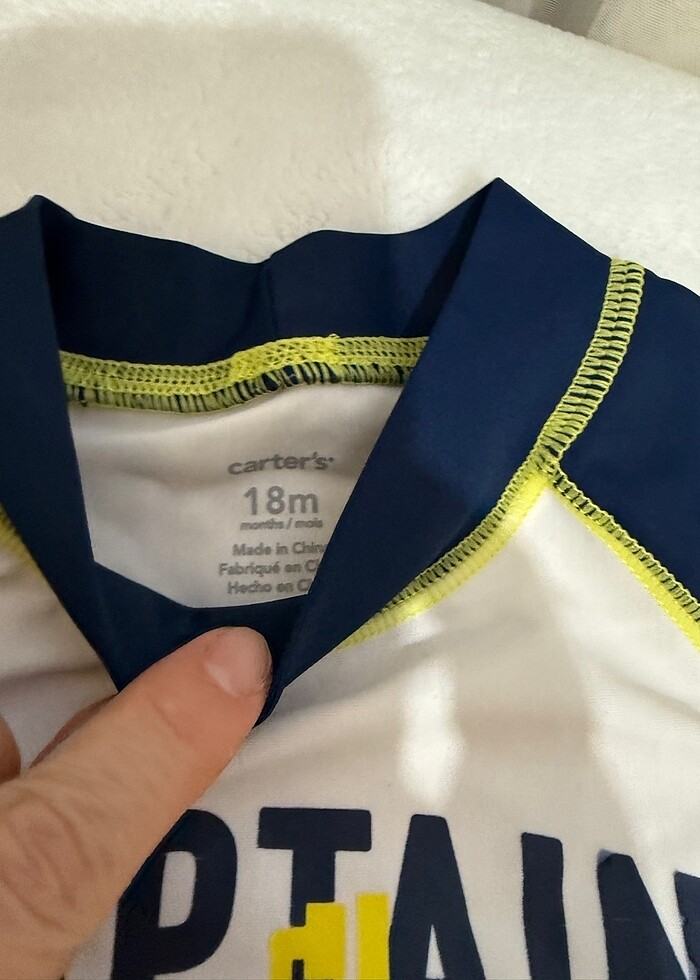 carter's
18m
months / mois
Made in Chin
Fabriqué en C
Hecho en C
PTAIN